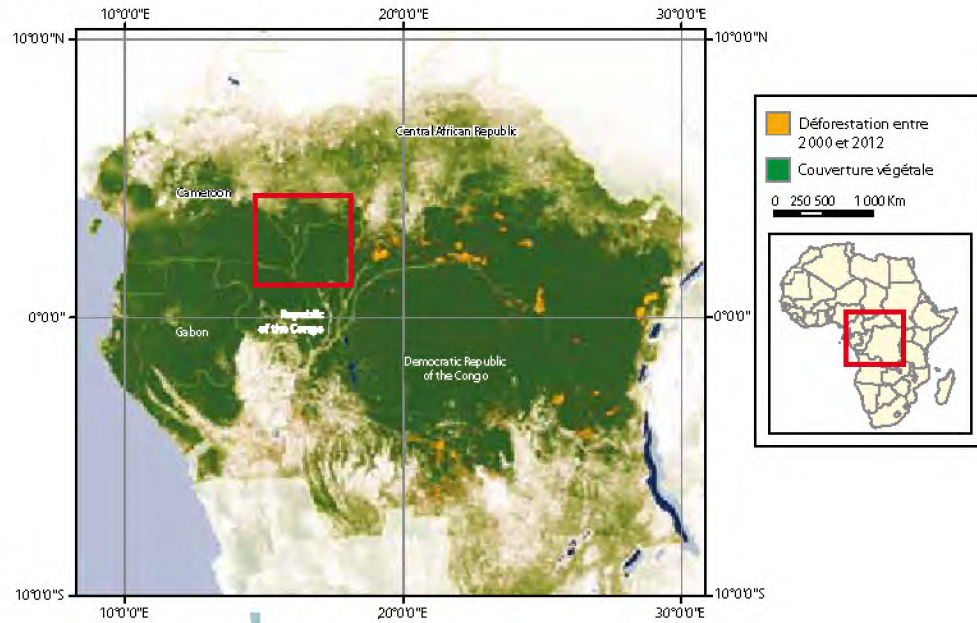 10°0'0"E 20°0'0"E 30°0'0"E
10°0'0"N 10°0'0"N
Central African Republic
Cameroon
0°0'0" 0°0'0"
Republic
of the Congo
Gabon
Democratic Republic
of the Congo
10°0'0"S 10°0'0"S
10°0'0"E 20°0'0"E 30°0'0"E
Déforestation entre
2000 et 2012
Couverture végétale
0 250 500 1 000 Km